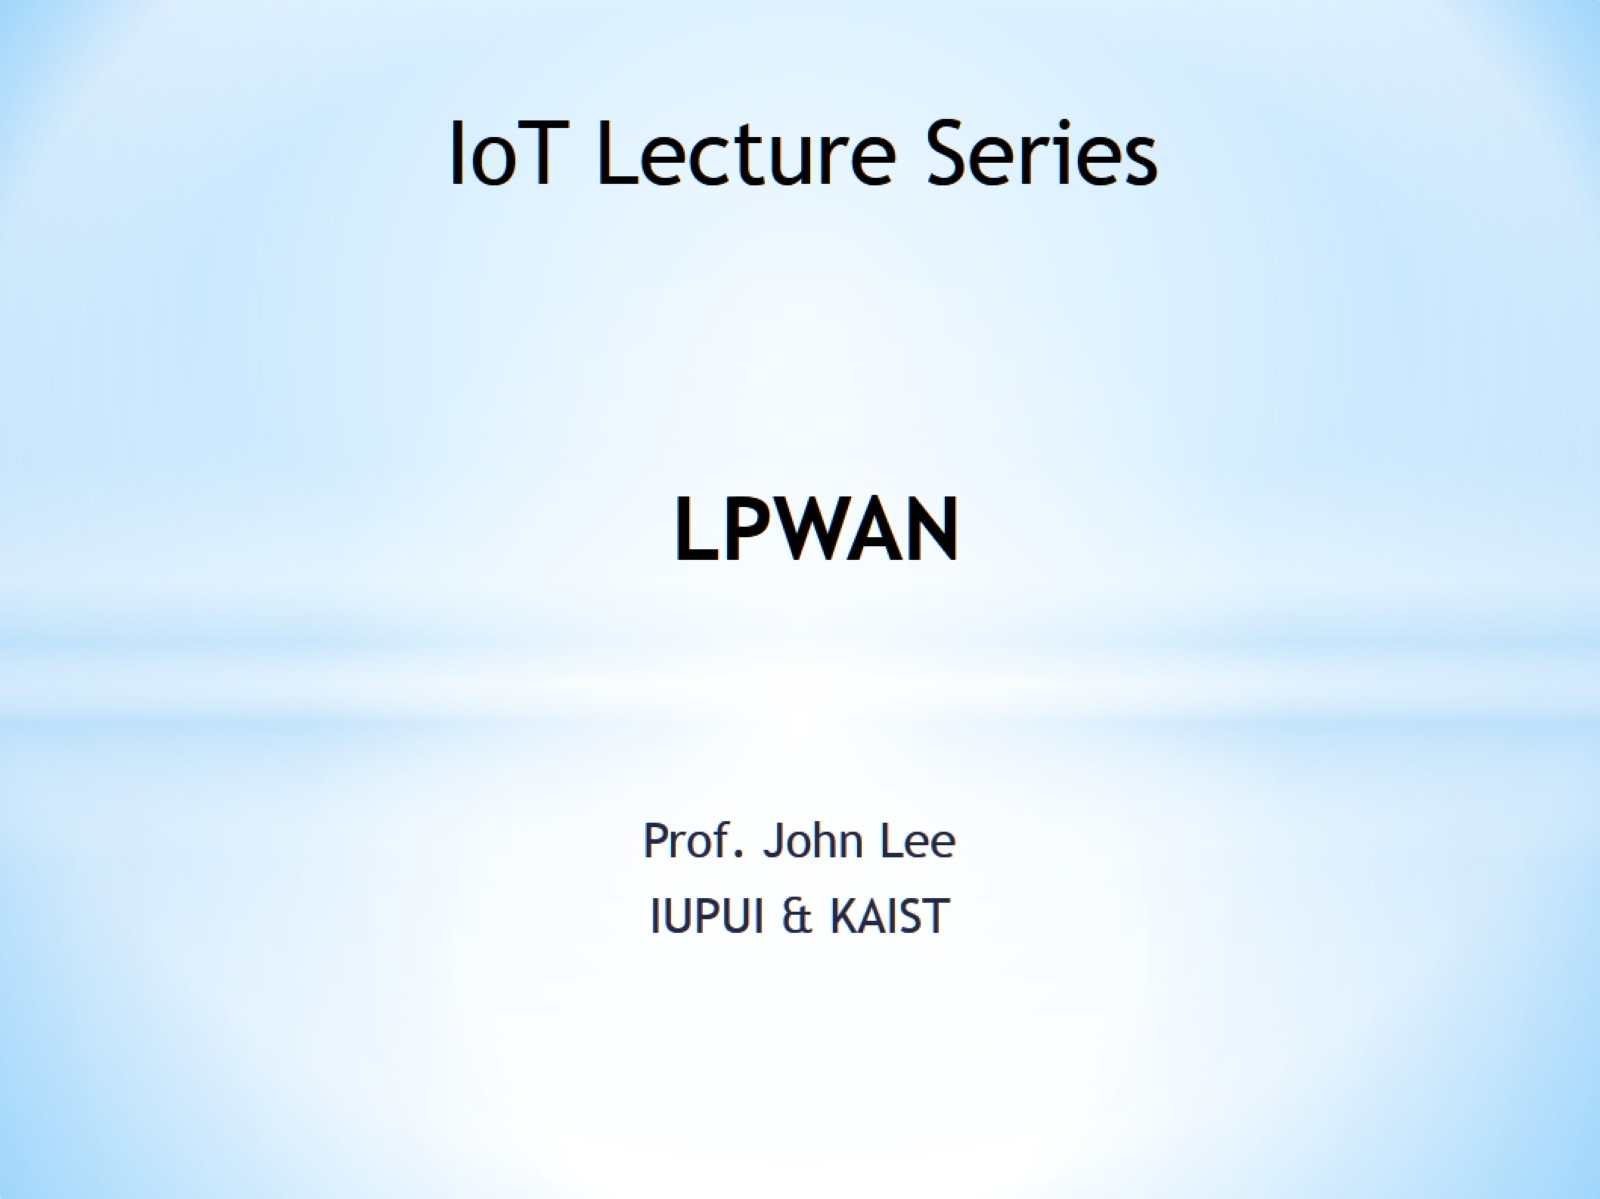 IoT Lecture Series
LPWAN
Prof. John Lee
IUPUI & KAIST